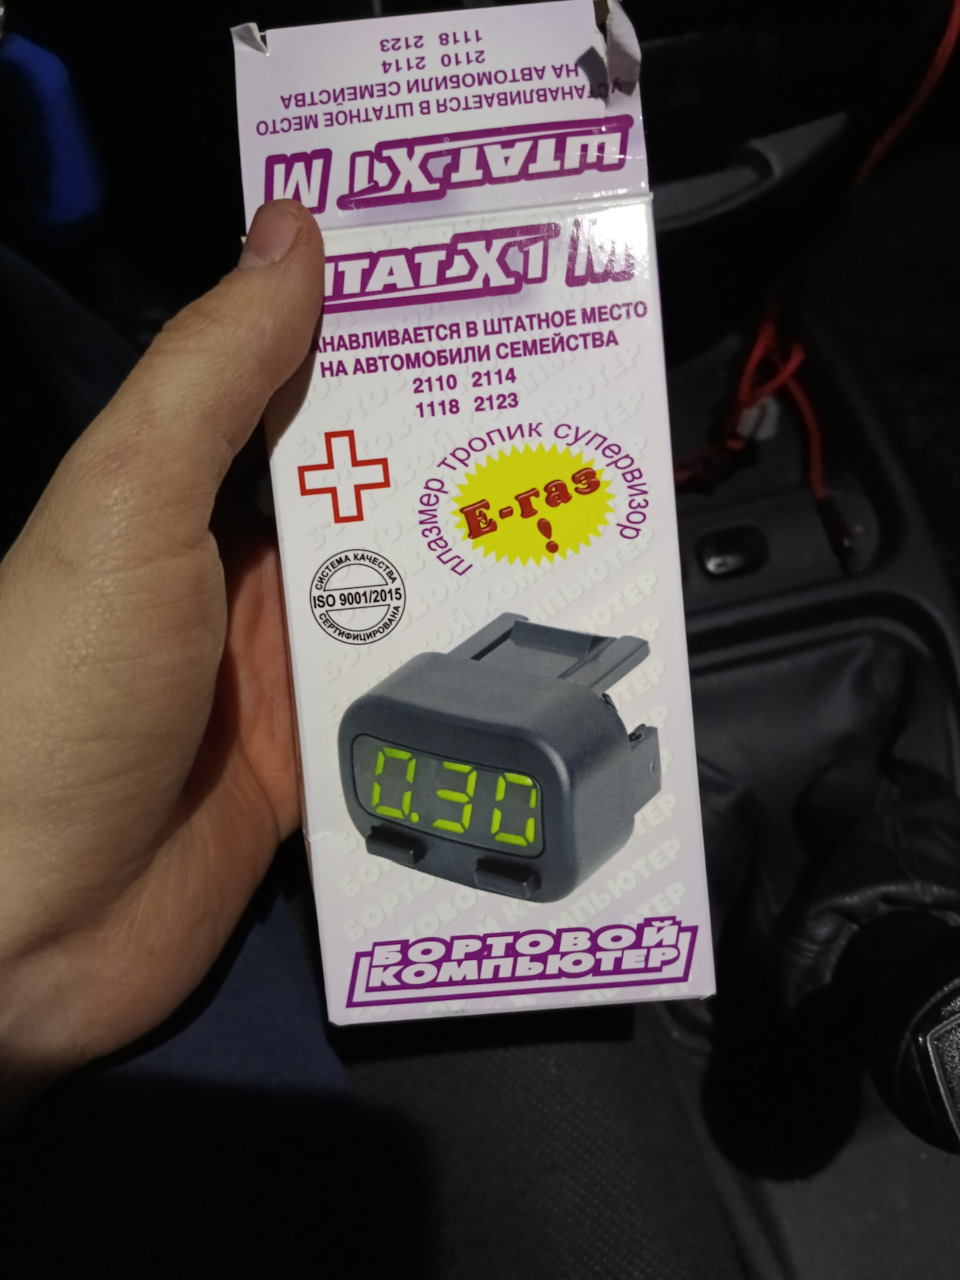 1118 2123
2110 2114
НА АВТОМОБИЛИ СЕМЕЙСТВА
УСТАНАВЛИВАЕТСЯ В ШТАТНОЕ МЕСТО
ШТАТ X1 М
ШТАТ X1 М
АНАВЛИВАЕТСЯ В ШТАТНОЕ МЕСТО
НА АВТОМОБИЛИ СЕМЕЙСТВА
2110 2114
1118 2123
плазмер тропик супервизор
Е-газ
!
СИСТЕМА КАЧЕСТВА
ISO 9001/2015
СЕРТИФИЦИРОВАНА
0.30
БОРТОВОЙ
КОМПЬЮТЕР